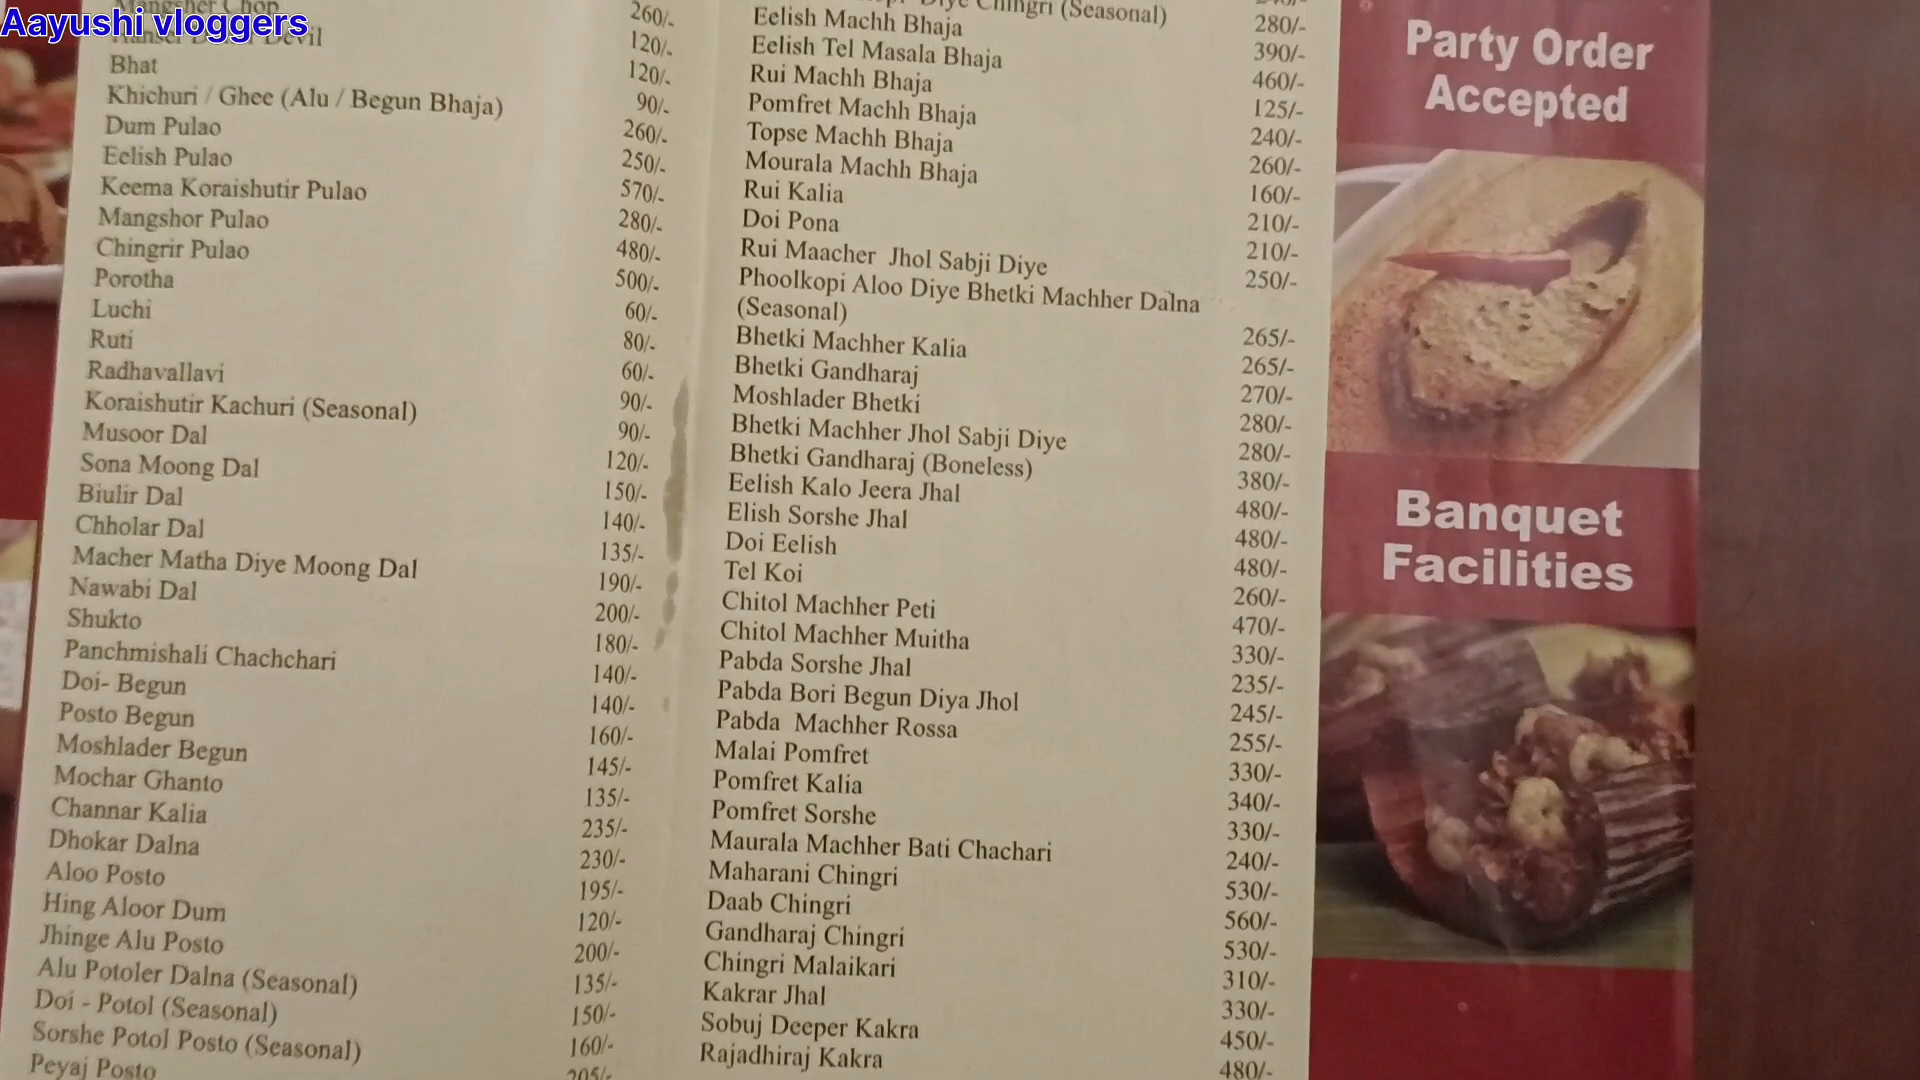 Aayushi vloggers
Mangsher Chop
Devil
Bhat
Khichuri / Ghee (Alu / Begun Bhaja)
Dum Pulao
Eelish Pulao
Keema Koraishutir Pulao
Mangshor Pulao
Chingrir Pulao
Porotha
Luchi
Ruti
Radhavallavi
Koraishutir Kachuri (Seasonal)
Musoor Dal
Sona Moong Dal
Biulir Dal
Chholar Dal
Macher Matha Diye Moong Dal
Nawabi Dal
Shukto
Panchmishali Chachchari
Doi- Begun
Posto Begun
Moshlader Begun
Mochar Ghanto
Channar Kalia
Dhokar Dalna
Aloo Posto
Hing Aloor Dum
Jhinge Alu Posto
Alu Potoler Dalna (Seasonal)
Doi - Potol (Seasonal)
Sorshe Potol Posto (Seasonal)
Peyaj Posto
260/-
120/-
120/-
90/-
260/-
250/-
570/-
280/-
480/-
500/-
60/-
80/-
60/-
90/-
90/-
120/-
150/-
140/-
135/-
190/-
200/-
180/-
140/-
140/-
160/-
145/-
135/-
235/-
230/-
195/-
120/-
200/-
135/-
150/-
160/-
205/-
Diye Chingri (Seasonal)
Eelish Machh Bhaja
Eelish Tel Masala Bhaja
Rui Machh Bhaja
Pomfret Machh Bhaja
Topse Machh Bhaja
Mourala Machh Bhaja
Rui Kalia
Doi Pona
Rui Maacher Jhol Sabji Diye
Phoolkopi Aloo Diye Bhetki Machher Dalna
(Seasonal)
Bhetki Machher Kalia
Bhetki Gandharaj
Moshlader Bhetki
Bhetki Machher Jhol Sabji Diye
Bhetki Gandharaj (Boneless)
Eelish Kalo Jeera Jhal
Elish Sorshe Jhal
Doi Eelish
Tel Koi
Chitol Machher Peti
Chitol Machher Muitha
Pabda Sorshe Jhal
Pabda Bori Begun Diya Jhol
Pabda Machher Rossa
Malai Pomfret
Pomfret Kalia
Pomfret Sorshe
Maurala Machher Bati Chachari
Maharani Chingri
Daab Chingri
Gandharaj Chingri
Chingri Malaikari
Kakrar Jhal
Sobuj Deeper Kakra
Rajadhiraj Kakra
280/-
390/-
460/-
125/-
240/-
260/-
160/-
210/-
210/-
250/-
265/-
265/-
270/-
280/-
280/-
380/-
480/-
480/-
480/-
260/-
470/-
330/-
235/-
245/-
255/-
330/-
340/-
330/-
240/-
530/-
560/-
530/-
310/-
330/-
450/-
480/-
Party Order
Accepted
Banquet
Facilities